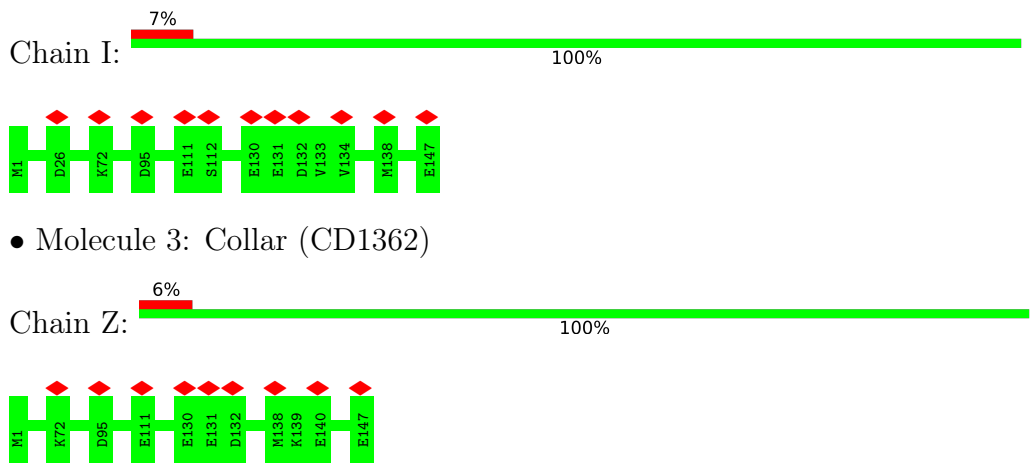 7%
Chain I:
100%
M1 D26 K72 D95 E111 S112 E130 E131 D132 V133 V134 M138 E147
• Molecule 3: Collar (CD1362)
6%
Chain Z:
100%
M1 K72 D95 E111 E130 E131 D132 M138 K139 E140 E147